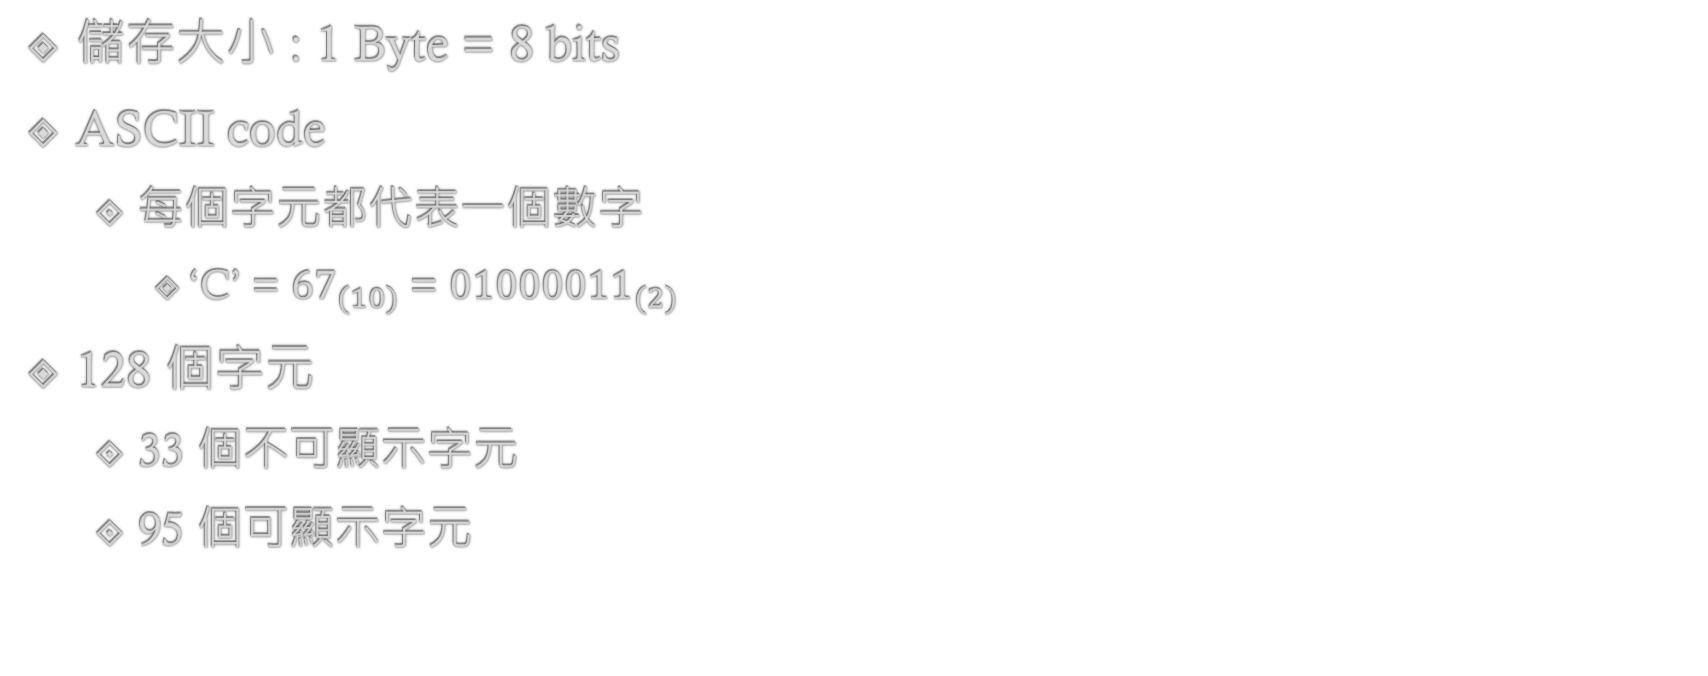 儲存大小 : 1 Byte = 8 bits
ASCII code
每個字元都代表一個數字
‘C’ = 67(10) = 01000011(2)
128 個字元
33 個不可顯示字元
95 個可顯示字元